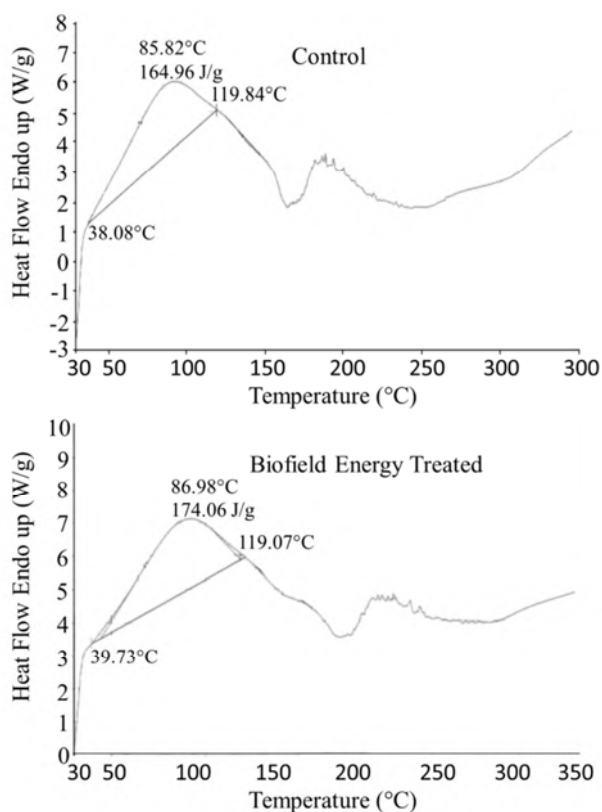 8
7
6
5
4
3
2
1
0
-1
-2
-3
Heat Flow Endo up (W/g)
85.82°C
164.96 J/g
119.84°C
38.08°C
Control
30 50 100 150 200 250 300 300
Temperature (°C)
10
9
8
7
6
5
4
3
2
1
0
Heat Flow Endo up (W/g)
Biofield Energy Treated
86.98°C
174.06 J/g
119.07°C
39.73°C
30 50 100 150 200 250 300 350
Temperature (°C)